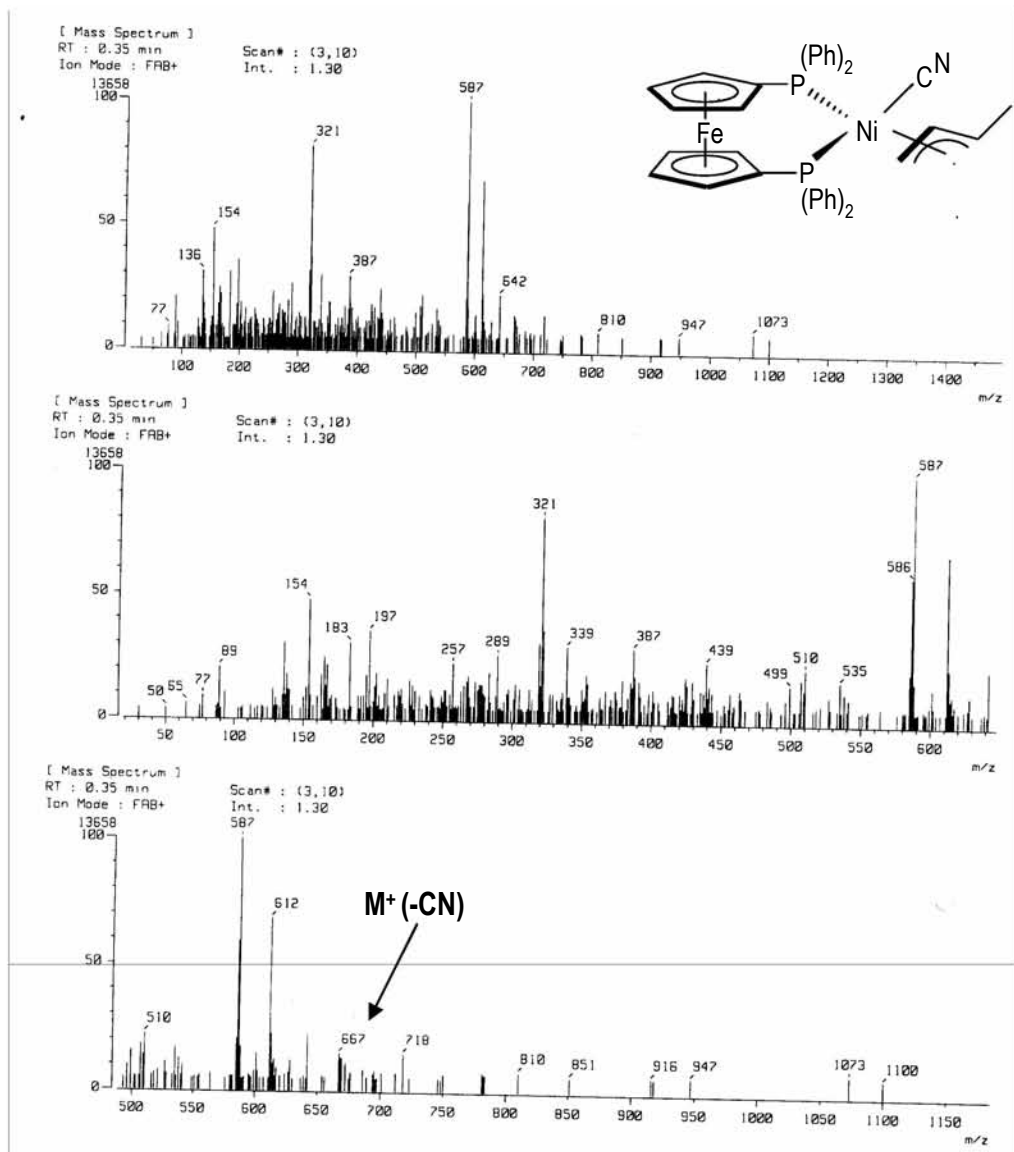 [ Mass Spectrum ]
RT : 0.35 min Scan# : (3,10)
Ion Mode : FAB+ Int. : 1.30
13658
100
50
0
77
136
154
321
387
587
642
810
947
1073
100 200 300 400 500 600 700 800 900 1000 1100 1200 1300 1400
m/z
(Ph)2
P
CN
Fe
Ni
P
(Ph)2
[ Mass Spectrum ]
RT : 0.35 min Scan# : (3,10)
Ion Mode : FAB+ Int. : 1.30
13658
100
50
0
50
65
77
89
154
183
197
257
289
321
339
387
439
499
510
535
586
587
50 100 150 200 250 300 350 400 450 500 550 600
m/z
[ Mass Spectrum ]
RT : 0.35 min Scan# : (3,10)
Ion Mode : FAB+ Int. : 1.30
13658
100
50
0
587
612
M+ (-CN)
510
667
718
810
851
916
947
1073
1100
500 550 600 650 700 750 800 850 900 950 1000 1050 1100 1150
m/z